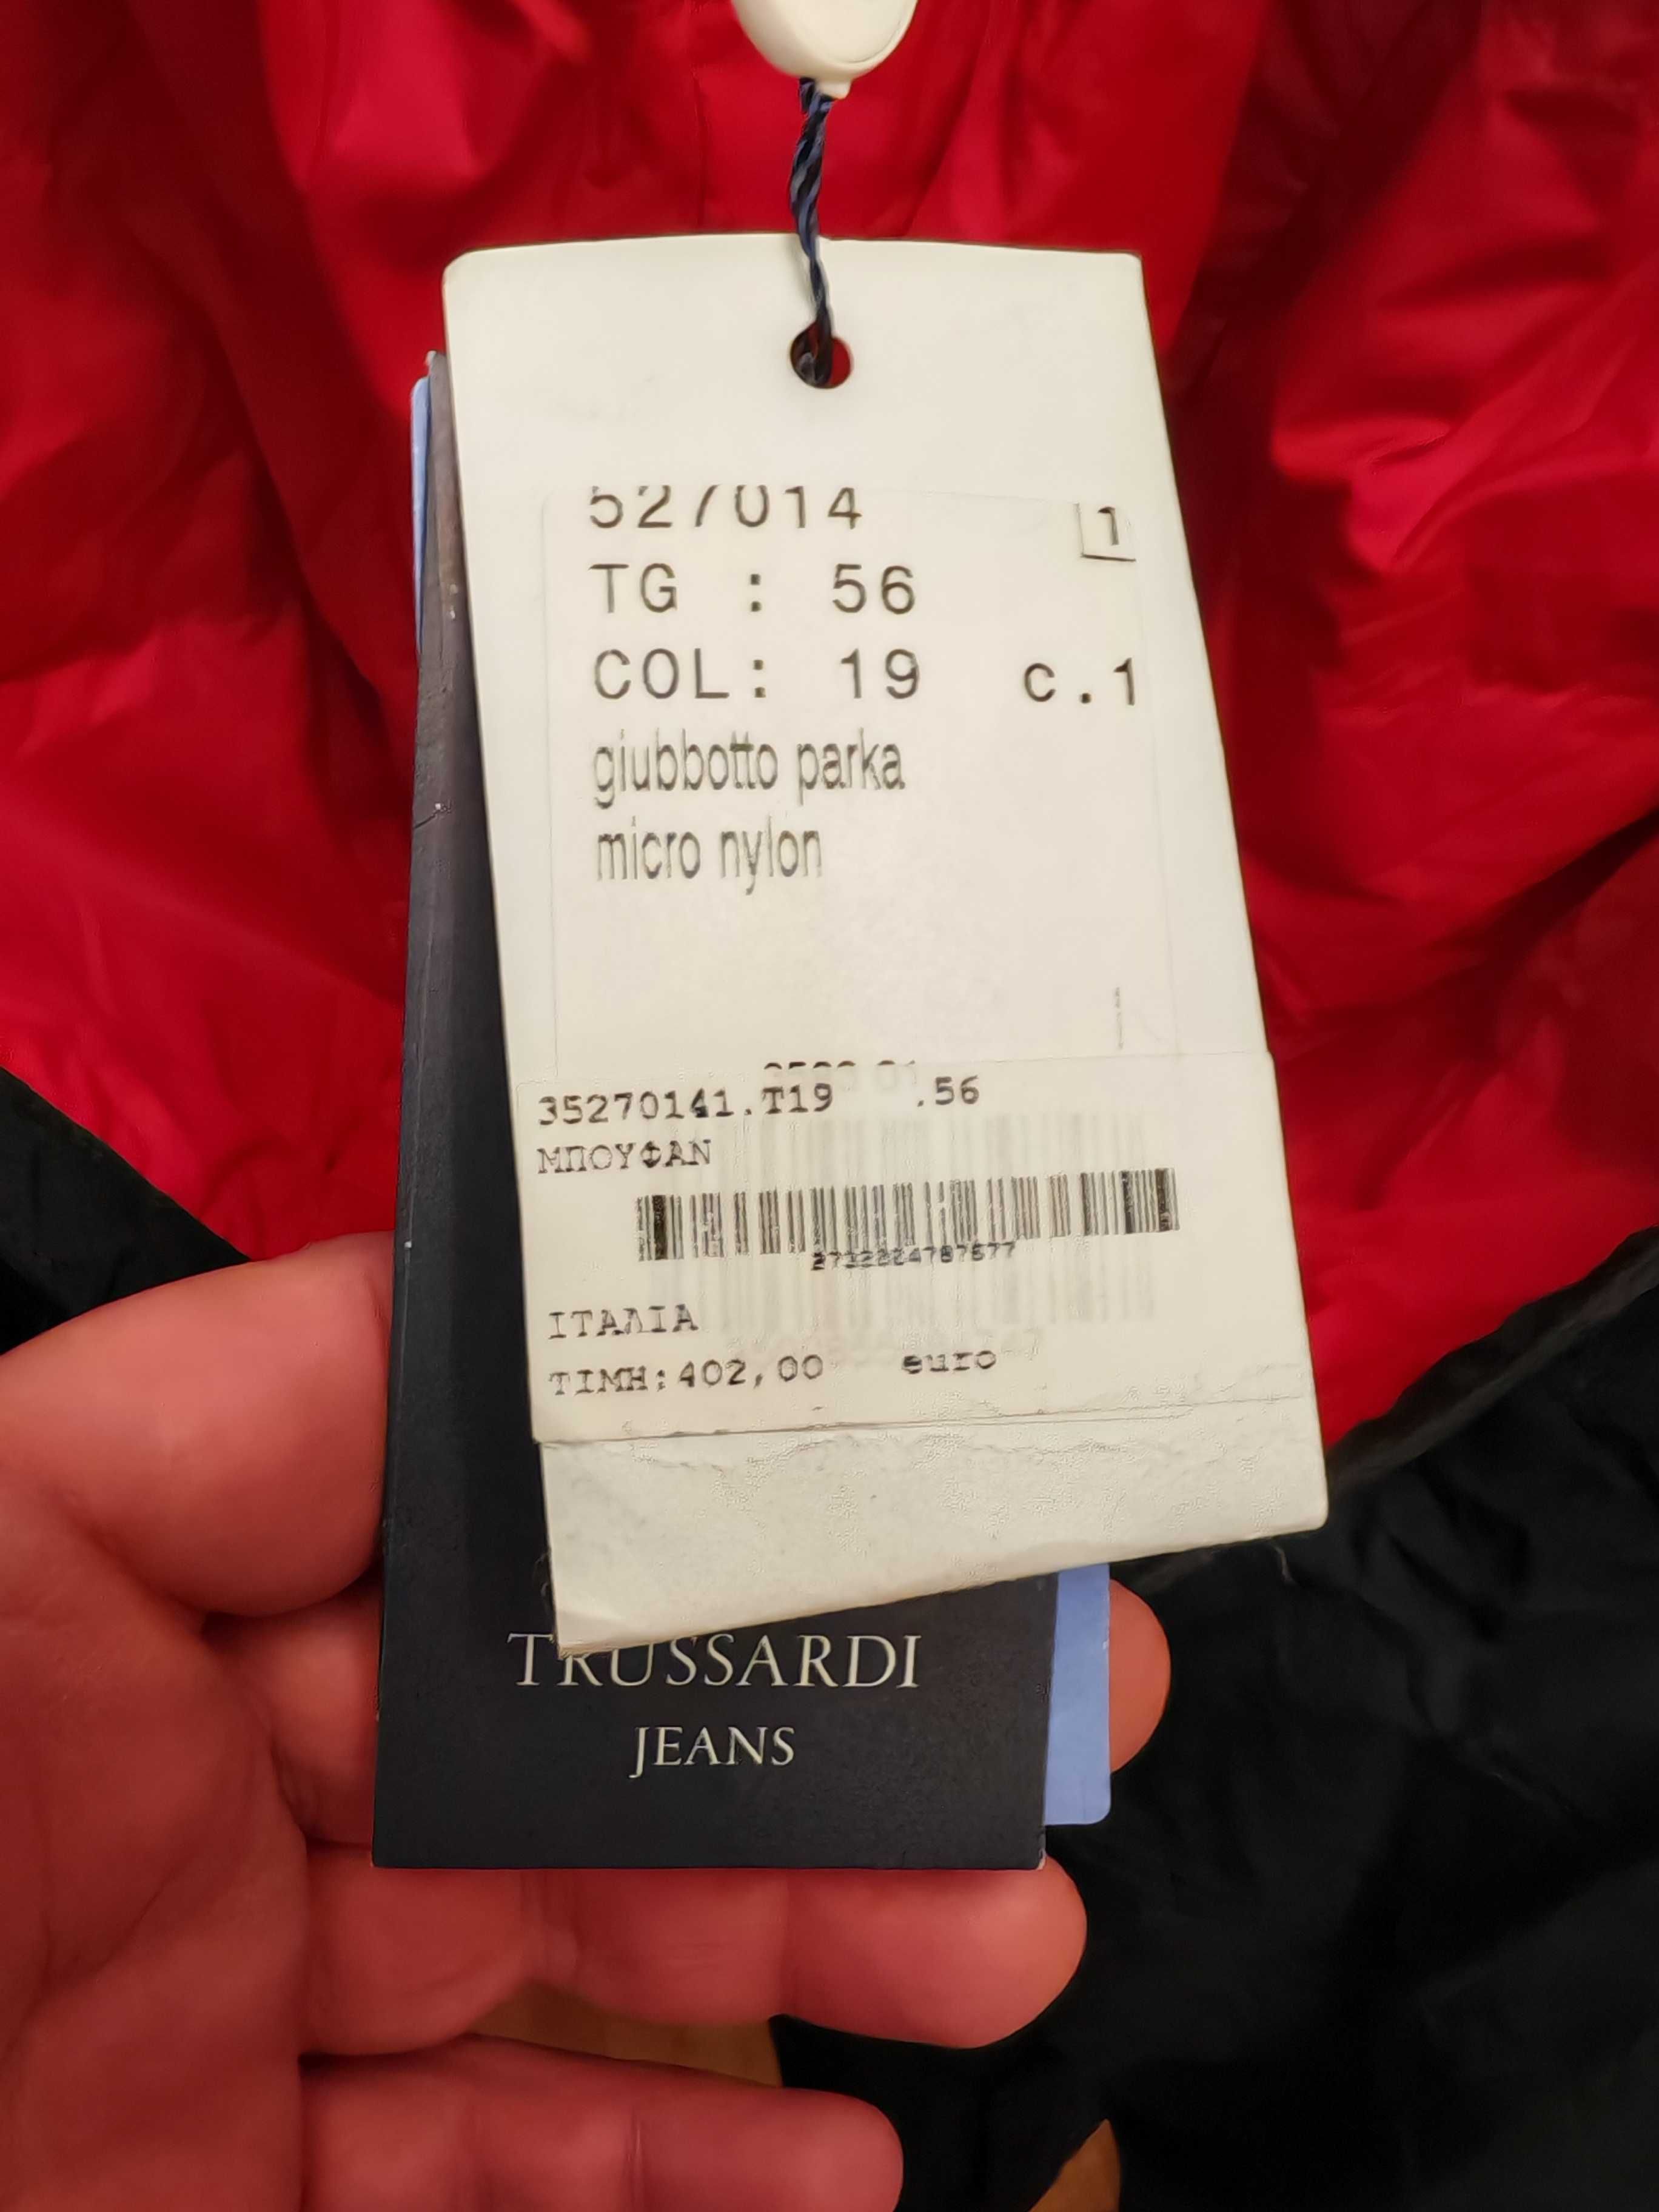 527014
1
TG : 56
COL: 19 c.1
giubbotto parka
micro nylon
35270141.T19 .56
ΜΠΟΥΦΑΝ
ΙΤΑΛΙΑ
ΤΙΜΗ:402,00 euro
TRUSSARDI
JEANS